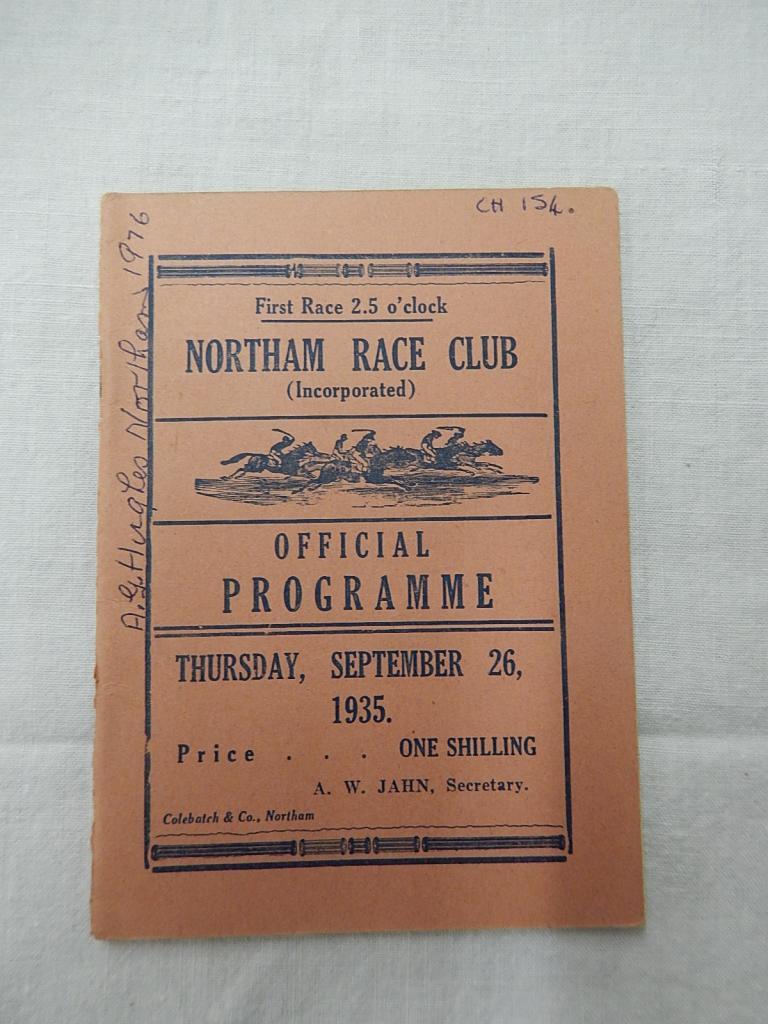 CH 154.
A.G. Hughes Northam 1976
First Race 2.5 o'clock
NORTHAM RACE CLUB
(Incorporated)
OFFICIAL
PROGRAMME
THURSDAY, SEPTEMBER 26,
1935.
Price . . . ONE SHILLING
A. W. JAHN, Secretary.
Colebatch & Co., Northam